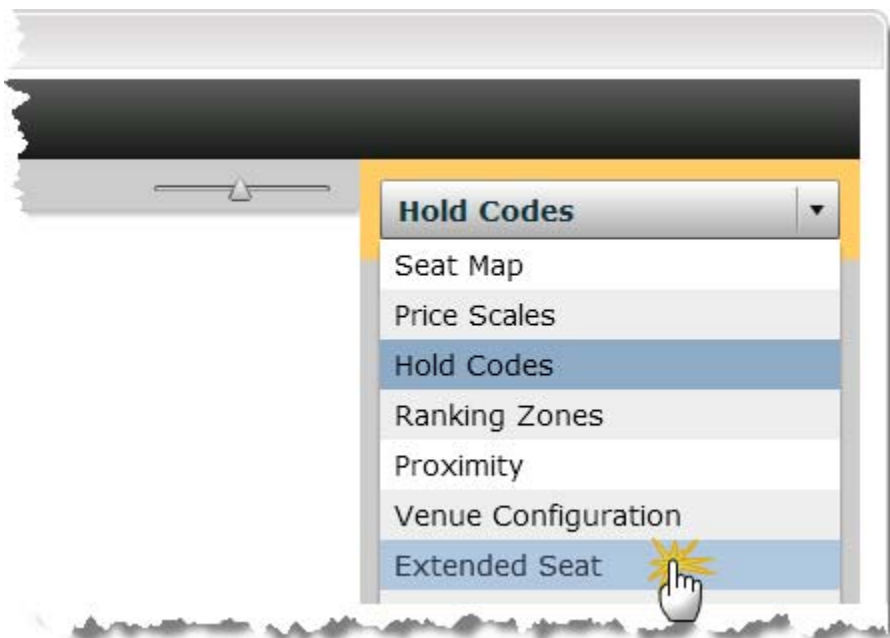 Hold Codes
Seat Map
Price Scales
Hold Codes
Ranking Zones
Proximity
Venue Configuration
Extended Seat